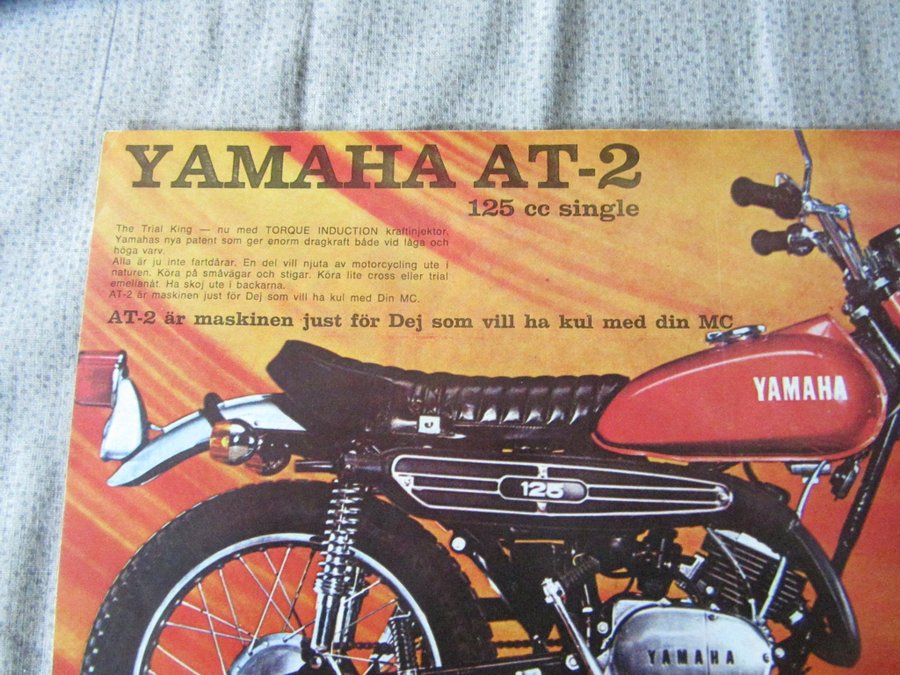 YAMAHA AT-2
125 cc single
The Trial King — nu med TORQUE INDUCTION kraftinjektor.
Yamahas nya patent som ger enorm dragkraft både vid låga och
höga varv.
Alla är ju inte fartdårar. En del vill njuta av motorcycling ute i
naturen. Köra på småvägar och stigar. Köra lite cross eller trial
emellanåt. Ha skoj ute i backarna.
AT-2 är maskinen just för Dej som vill ha kul med Din MC.
AT-2 är maskinen just för Dej som vill ha kul med din MC
YAMAHA
125
YAMAHA